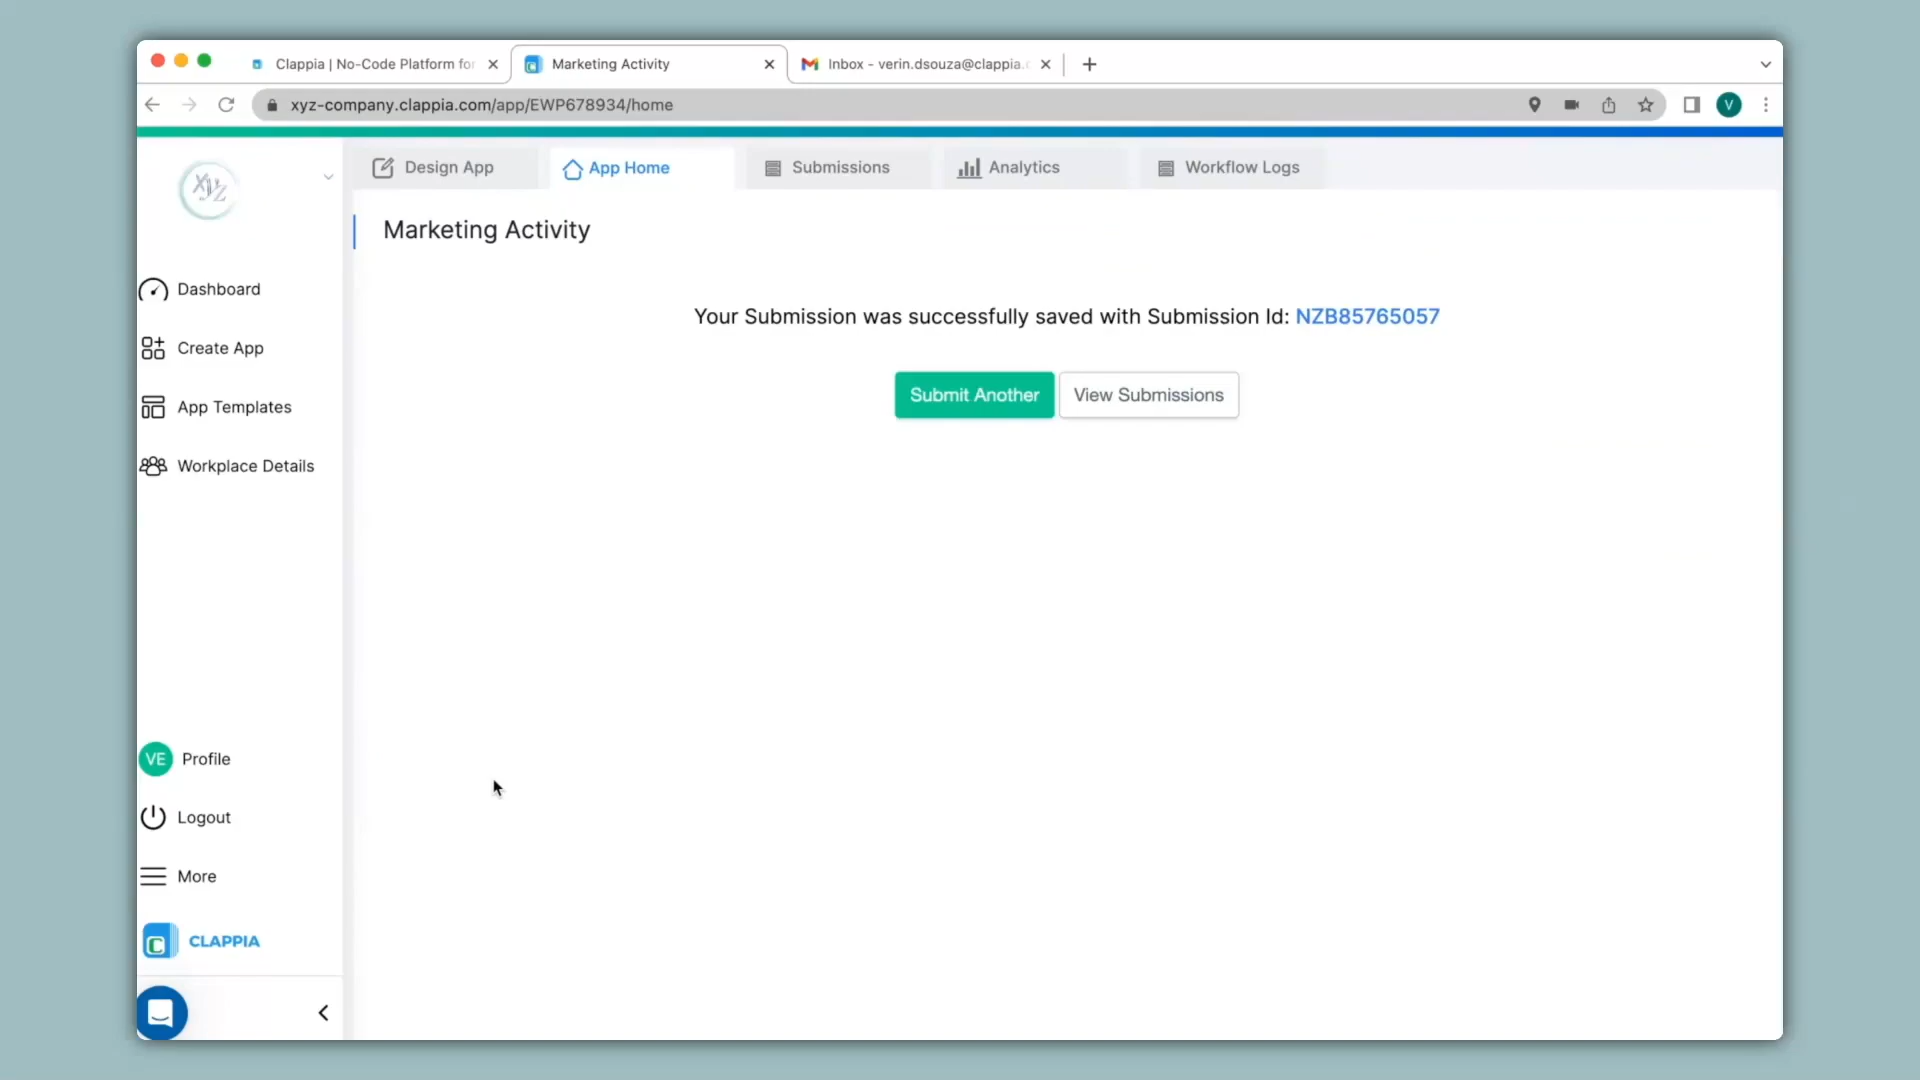 Clappia | No-Code Platform for
Marketing Activity
Inbox - verin.dsouza@clappia.c
xyz-company.clappia.com/app/EWP678934/home
V
xyz
Design App
App Home
Submissions
Analytics
Workflow Logs
Marketing Activity
Dashboard
Your Submission was successfully saved with Submission Id: NZB85765057
Create App
Submit Another
View Submissions
App Templates
Workplace Details
VE Profile
Logout
More
CLAPPIA